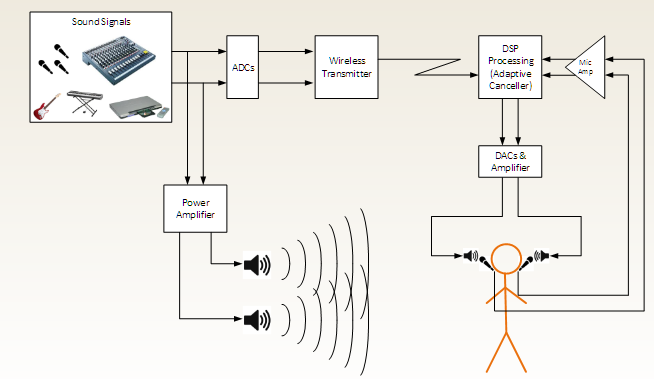 Sound Signals
ADCs
Wireless
Transmitter
DSP
Processing
(Adaptive
Canceller)
Mic
Amp
DACs &
Amplifier
Power
Amplifier